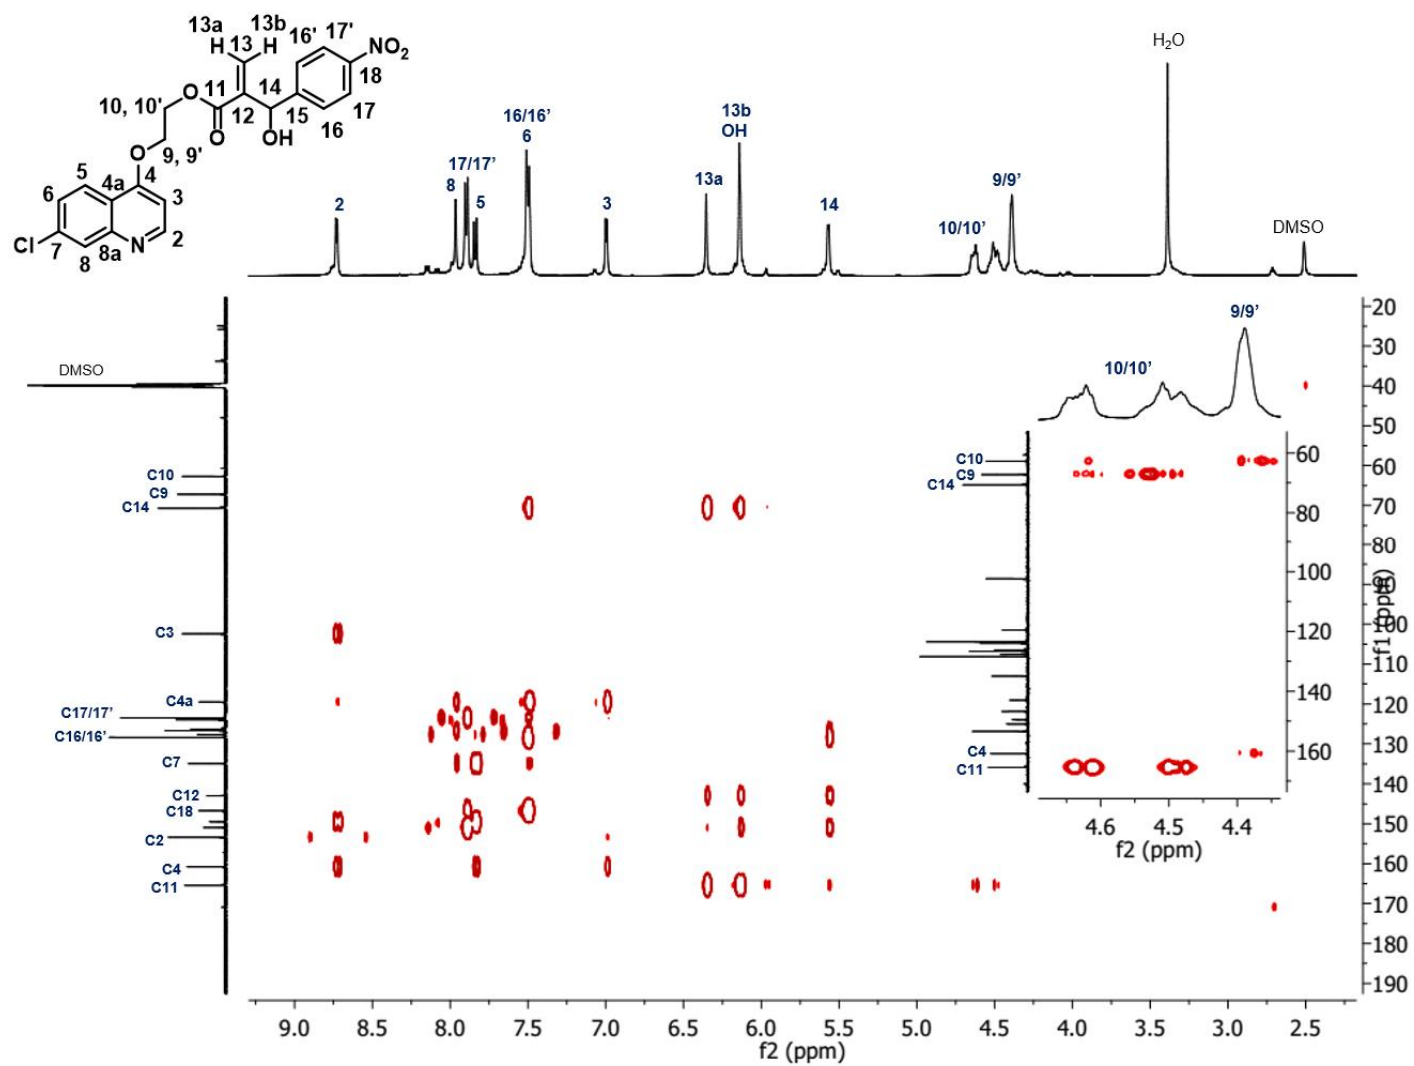 13a 13b
H 13 H 16' 17' NO2
11 14 18
10, 10' O 12 15 17
O OH 16
9, 9'
O
5 4a 4
6 3
Cl 7 8a N 2
8
H2O
13b
OH
16/16’
6
17/17’
8
5
2
3
13a
14
9/9’
10/10’
DMSO
DMSO
C10
C9
C14
C3
C4a
C17/17’
C16/16’
C7
C12
C18
C2
C4
C11
9/9’
10/10’
C10
C9
C14
C4
C11
60
80
100
120
140
160
4.6 4.5 4.4
f2 (ppm)
20
30
40
50
60
70
80
90
100
110
120
130
140
150
160
170
180
190
f1 (ppm)
9.0 8.5 8.0 7.5 7.0 6.5 6.0 5.5 5.0 4.5 4.0 3.5 3.0 2.5
f2 (ppm)